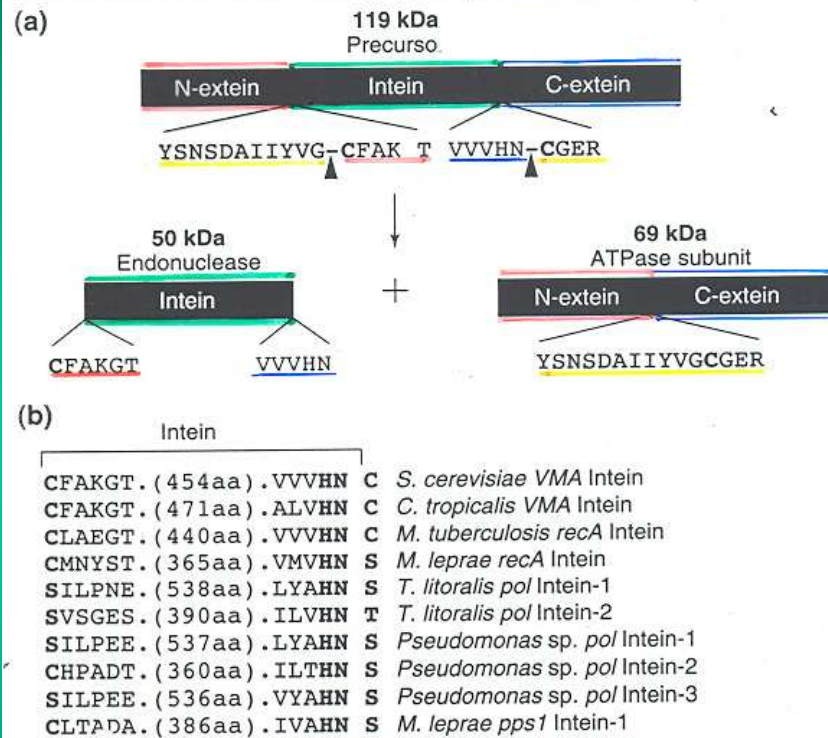 (a)
119 kDa
Precurso
N-extein Intein C-extein
YSNSDAIIYVG-CFAK T VVVHN-CGER
50 kDa
Endonuclease
Intein
CFAKGT VVVHN
+
69 kDa
ATPase subunit
N-extein C-extein
YSNSDAIIYVGCGER
(b)
Intein
CFAKGT.(454aa).VVVHN C S. cerevisiae VMA Intein
CFAKGT.(471aa).ALVHN C C. tropicalis VMA Intein
CLAEGT.(440aa).VVVHN C M. tuberculosis recA Intein
CMNYST.(365aa).VMVHN S M. leprae recA Intein
SILPNE.(538aa).LYAHN S T. litoralis pol Intein-1
SVSGES.(390aa).ILVHN T T. litoralis pol Intein-2
SILPEE.(537aa).LYAHN S Pseudomonas sp. pol Intein-1
CHPADT.(360aa).ILTHN S Pseudomonas sp. pol Intein-2
SILPEE.(536aa).VYAHN S Pseudomonas sp. pol Intein-3
CLTADA.(386aa).IVAHN S M. leprae pps1 Intein-1